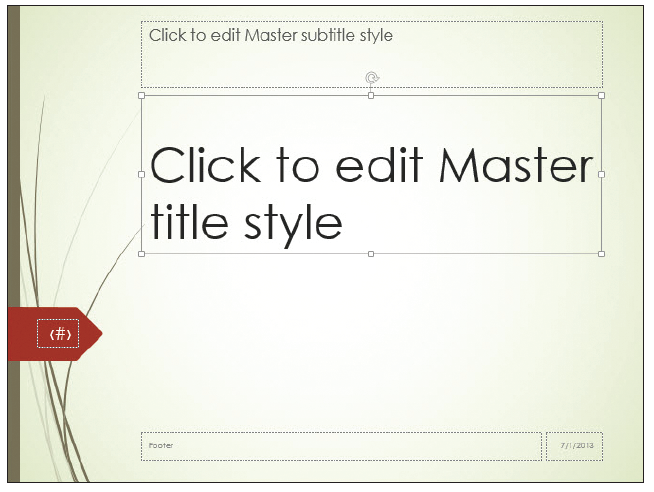 Click to edit Master subtitle style
Click to edit Master
title style
‹#›
Footer
7/1/2013